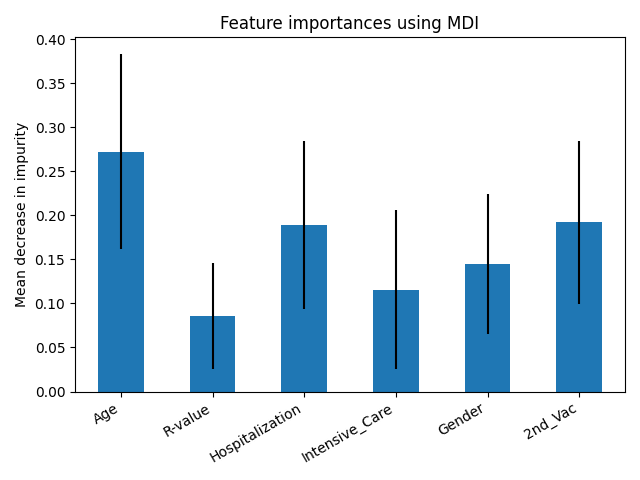 Feature importances using MDI
Mean decrease in impurity
0.40
0.35
0.30
0.25
0.20
0.15
0.10
0.05
0.00
Age
R-value
Hospitalization
Intensive_Care
Gender
2nd_Vac